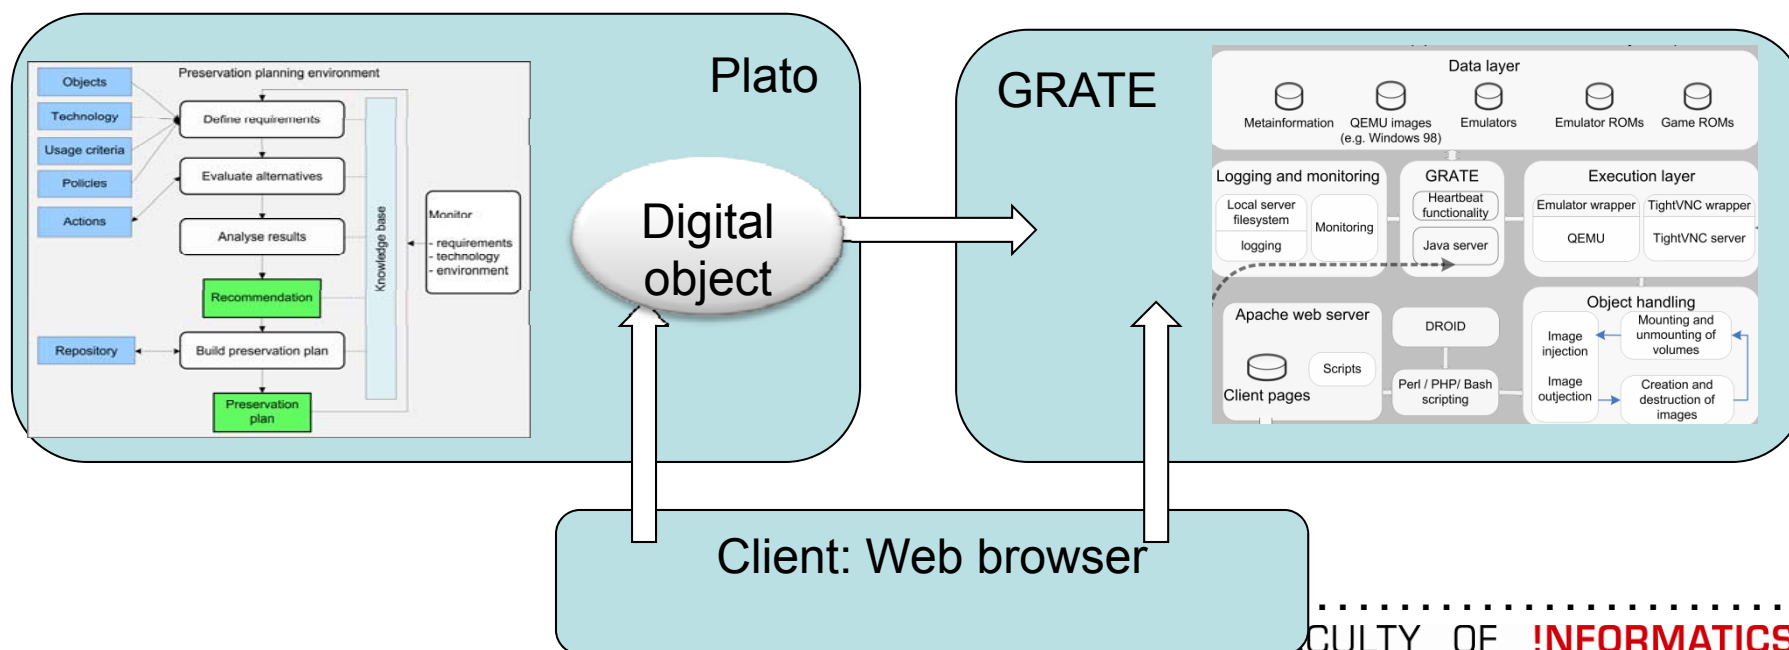 Plato
Preservation planning environment
Objects
Technology
Usage criteria
Policies
Actions
Define requirements
Evaluate alternatives
Analyse results
Recommendation
Repository
Build preservation plan
Preservation
plan
Knowledge base
Monitor
- requirements
- technology
- environment
Digital
object
GRATE
Data layer
Metainformation
QEMU images
(e.g. Windows 98)
Emulators
Emulator ROMs
Game ROMs
Logging and monitoring
Local server
filesystem
logging
Monitoring
GRATE
Heartbeat
functionality
Java server
Execution layer
Emulator wrapper
QEMU
TightVNC wrapper
TightVNC server
Apache web server
Scripts
Client pages
DROID
Perl / PHP/ Bash
scripting
Object handling
Image
injection
Image
outjection
Mounting and
unmounting of
volumes
Creation and
destruction of
images
Client: Web browser
CULTY OF !NFORMATICS